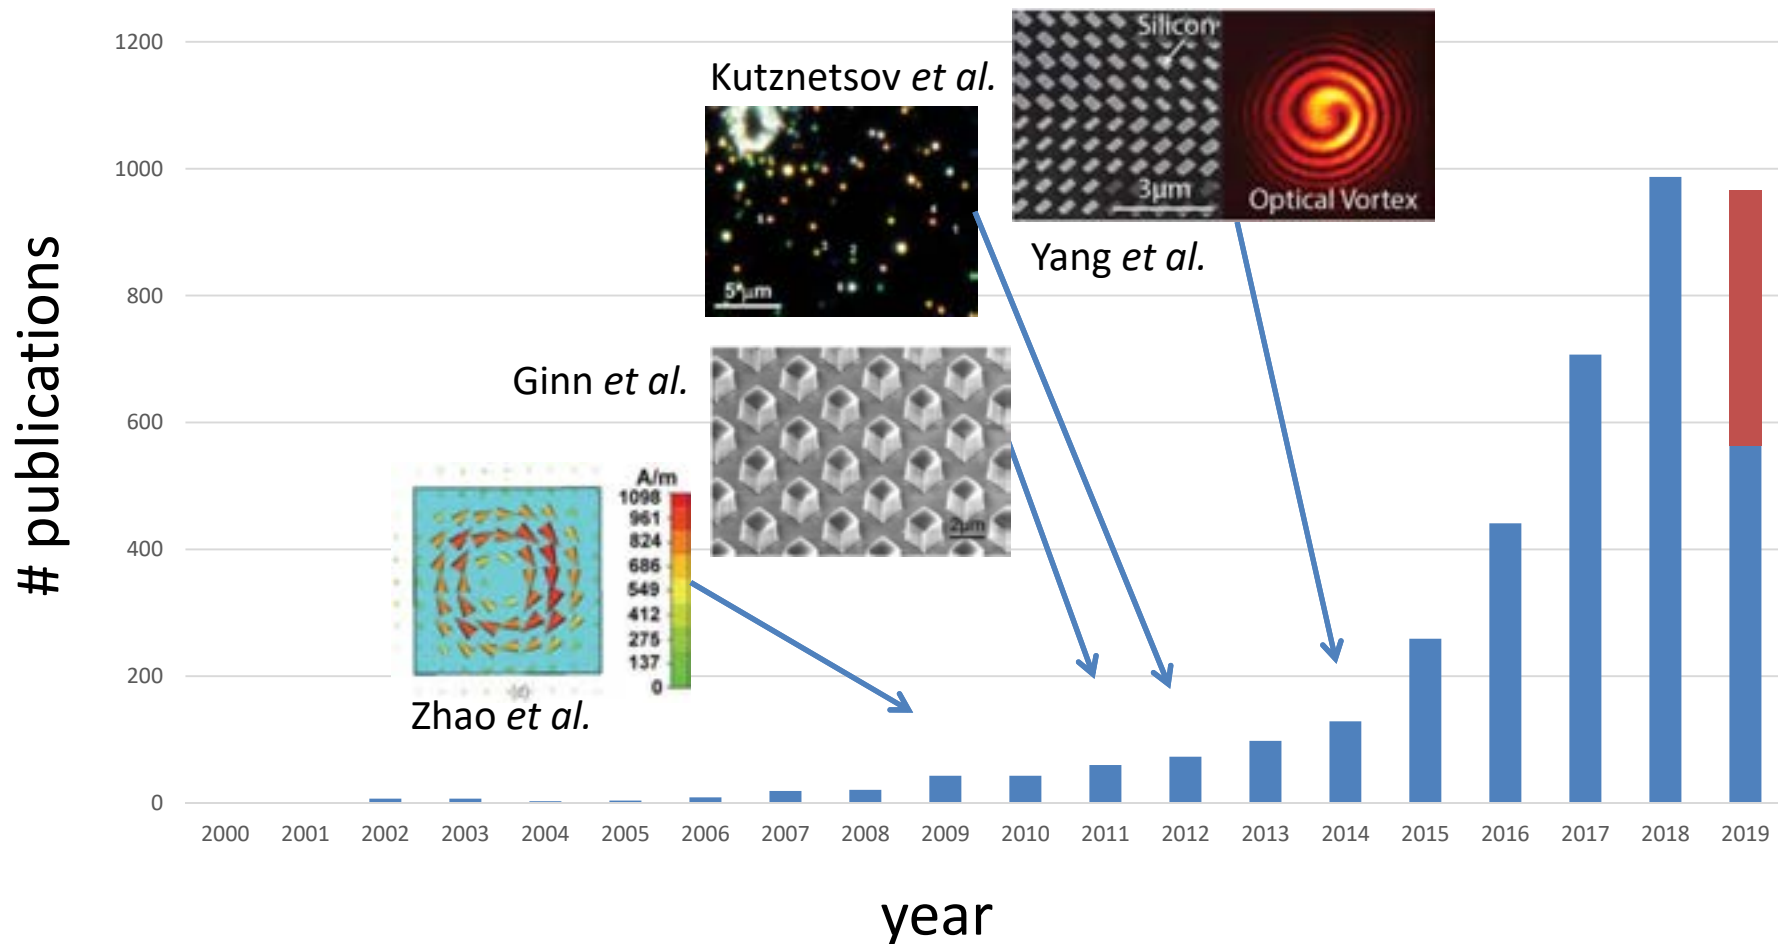 1200
1000
800
600
400
200
0
# publications
Kutznetsov et al.
5 μm
Silicon
3μm
Optical Vortex
Yang et al.
Ginn et al.
2μm
A/m
1098
961
824
686
549
412
275
137
0
Zhao et al.
2000 2001 2002 2003 2004 2005 2006 2007 2008 2009 2010 2011 2012 2013 2014 2015 2016 2017 2018 2019
year